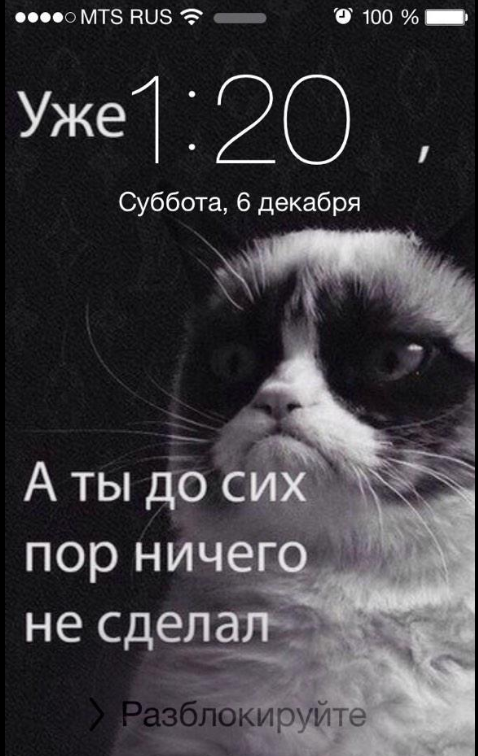 MTS RUS 100 %
Уже 1:20 ,
Суббота, 6 декабря
А ты до сих
пор ничего
не сделал
Разблокируйте